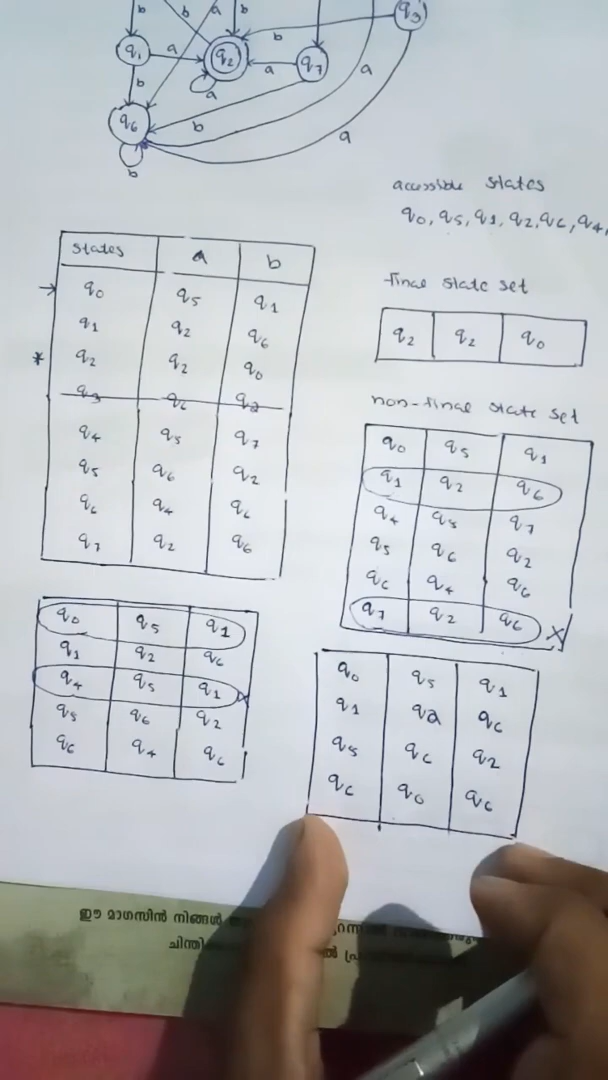 b b a b q3
b
q1 a q2 a q7
b a a
q6 b
b a
accessible states
q0, q5, q1, q2, q6, q4,
states a b
→ q0 q5 q1
q1 q2 q6
* q2 q2 q0
q3 q6 q2
q4 q5 q7
q5 q6 q2
q6 q4 q6
q7 q2 q6
final state set
q2 q2 q0
non-final state set
q0 q5 q1
q1 q2 q6
q4 q5 q7
q5 q6 q2
q6 q4 q6
q7 q2 q6 X
q0 q5 q1
q1 q2 q6
q4 q5 q1 X
q5 q6 q2
q6 q4 q6
q0 q5 q1
q1 q2 q6
q5 q6 q2
q6 q0 q6
ഈ മാഗസിൻ നിങ്ങൾ